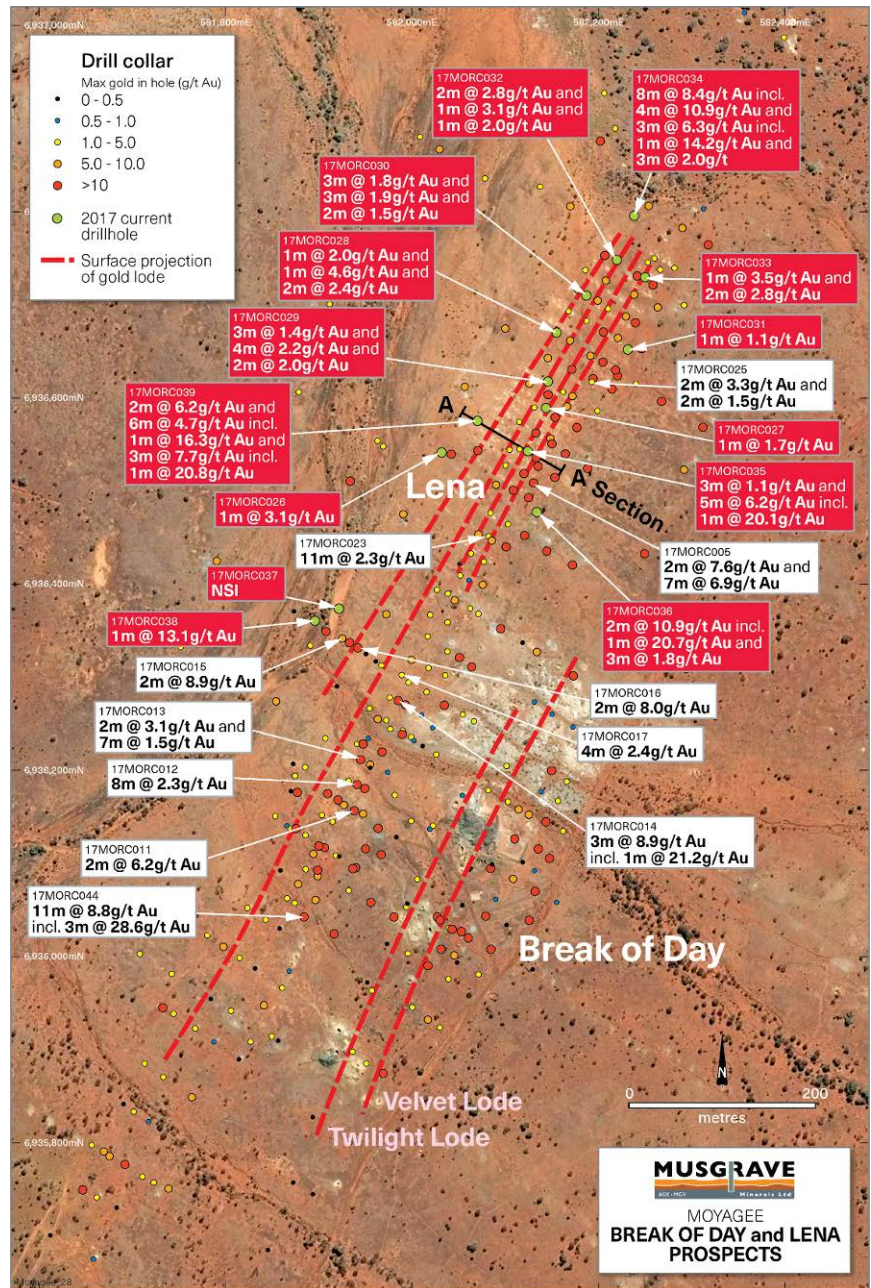 6,937,000mN
581,800mE
582,000mE
582,200mE
582,400mE
Drill collar
Max gold in hole (g/t Au)
0 - 0.5
0.5 - 1.0
1.0 - 5.0
5.0 - 10.0
>10
2017 current
drillhole
Surface projection
of gold lode
17MORC032
2m @ 2.8g/t Au and
1m @ 3.1g/t Au and
1m @ 2.0g/t Au
17MORC034
8m @ 8.4g/t Au incl.
4m @ 10.9g/t Au and
3m @ 6.3g/t Au incl.
1m @ 14.2g/t Au and
3m @ 2.0g/t
17MORC030
3m @ 1.8g/t Au and
3m @ 1.9g/t Au and
2m @ 1.5g/t Au
17MORC028
1m @ 2.0g/t Au and
1m @ 4.6g/t Au and
2m @ 2.4g/t Au
17MORC033
1m @ 3.5g/t Au and
2m @ 2.8g/t Au
17MORC029
3m @ 1.4g/t Au and
4m @ 2.2g/t Au and
2m @ 2.0g/t Au
17MORC031
1m @ 1.1g/t Au
17MORC025
2m @ 3.3g/t Au and
2m @ 1.5g/t Au
6,936,600mN
17MORC039
2m @ 6.2g/t Au and
6m @ 4.7g/t Au incl.
1m @ 16.3g/t Au and
3m @ 7.7g/t Au incl.
1m @ 20.8g/t Au
A
17MORC027
1m @ 1.7g/t Au
A' Section
17MORC035
3m @ 1.1g/t Au and
5m @ 6.2g/t Au incl.
1m @ 20.1g/t Au
Lena
17MORC026
1m @ 3.1g/t Au
17MORC023
11m @ 2.3g/t Au
17MORC005
2m @ 7.6g/t Au and
7m @ 6.9g/t Au
6,936,400mN
17MORC037
NSI
17MORC038
1m @ 13.1g/t Au
17MORC036
2m @ 10.9g/t Au incl.
1m @ 20.7g/t Au and
3m @ 1.8g/t Au
17MORC015
2m @ 8.9g/t Au
17MORC016
2m @ 8.0g/t Au
17MORC013
2m @ 3.1g/t Au and
7m @ 1.5g/t Au
17MORC017
4m @ 2.4g/t Au
6,936,200mN
17MORC012
8m @ 2.3g/t Au
17MORC014
3m @ 8.9g/t Au
incl. 1m @ 21.2g/t Au
17MORC011
2m @ 6.2g/t Au
17MORC044
11m @ 8.8g/t Au
incl. 3m @ 28.6g/t Au
Break of Day
6,936,000mN
N
0 200
metres
Velvet Lode
Twilight Lode
6,935,800mN
MUSGRAVE
ASX : MGV Minerals Ltd
MOYAGEE
BREAK OF DAY and LENA
PROSPECTS
Moyagee_28